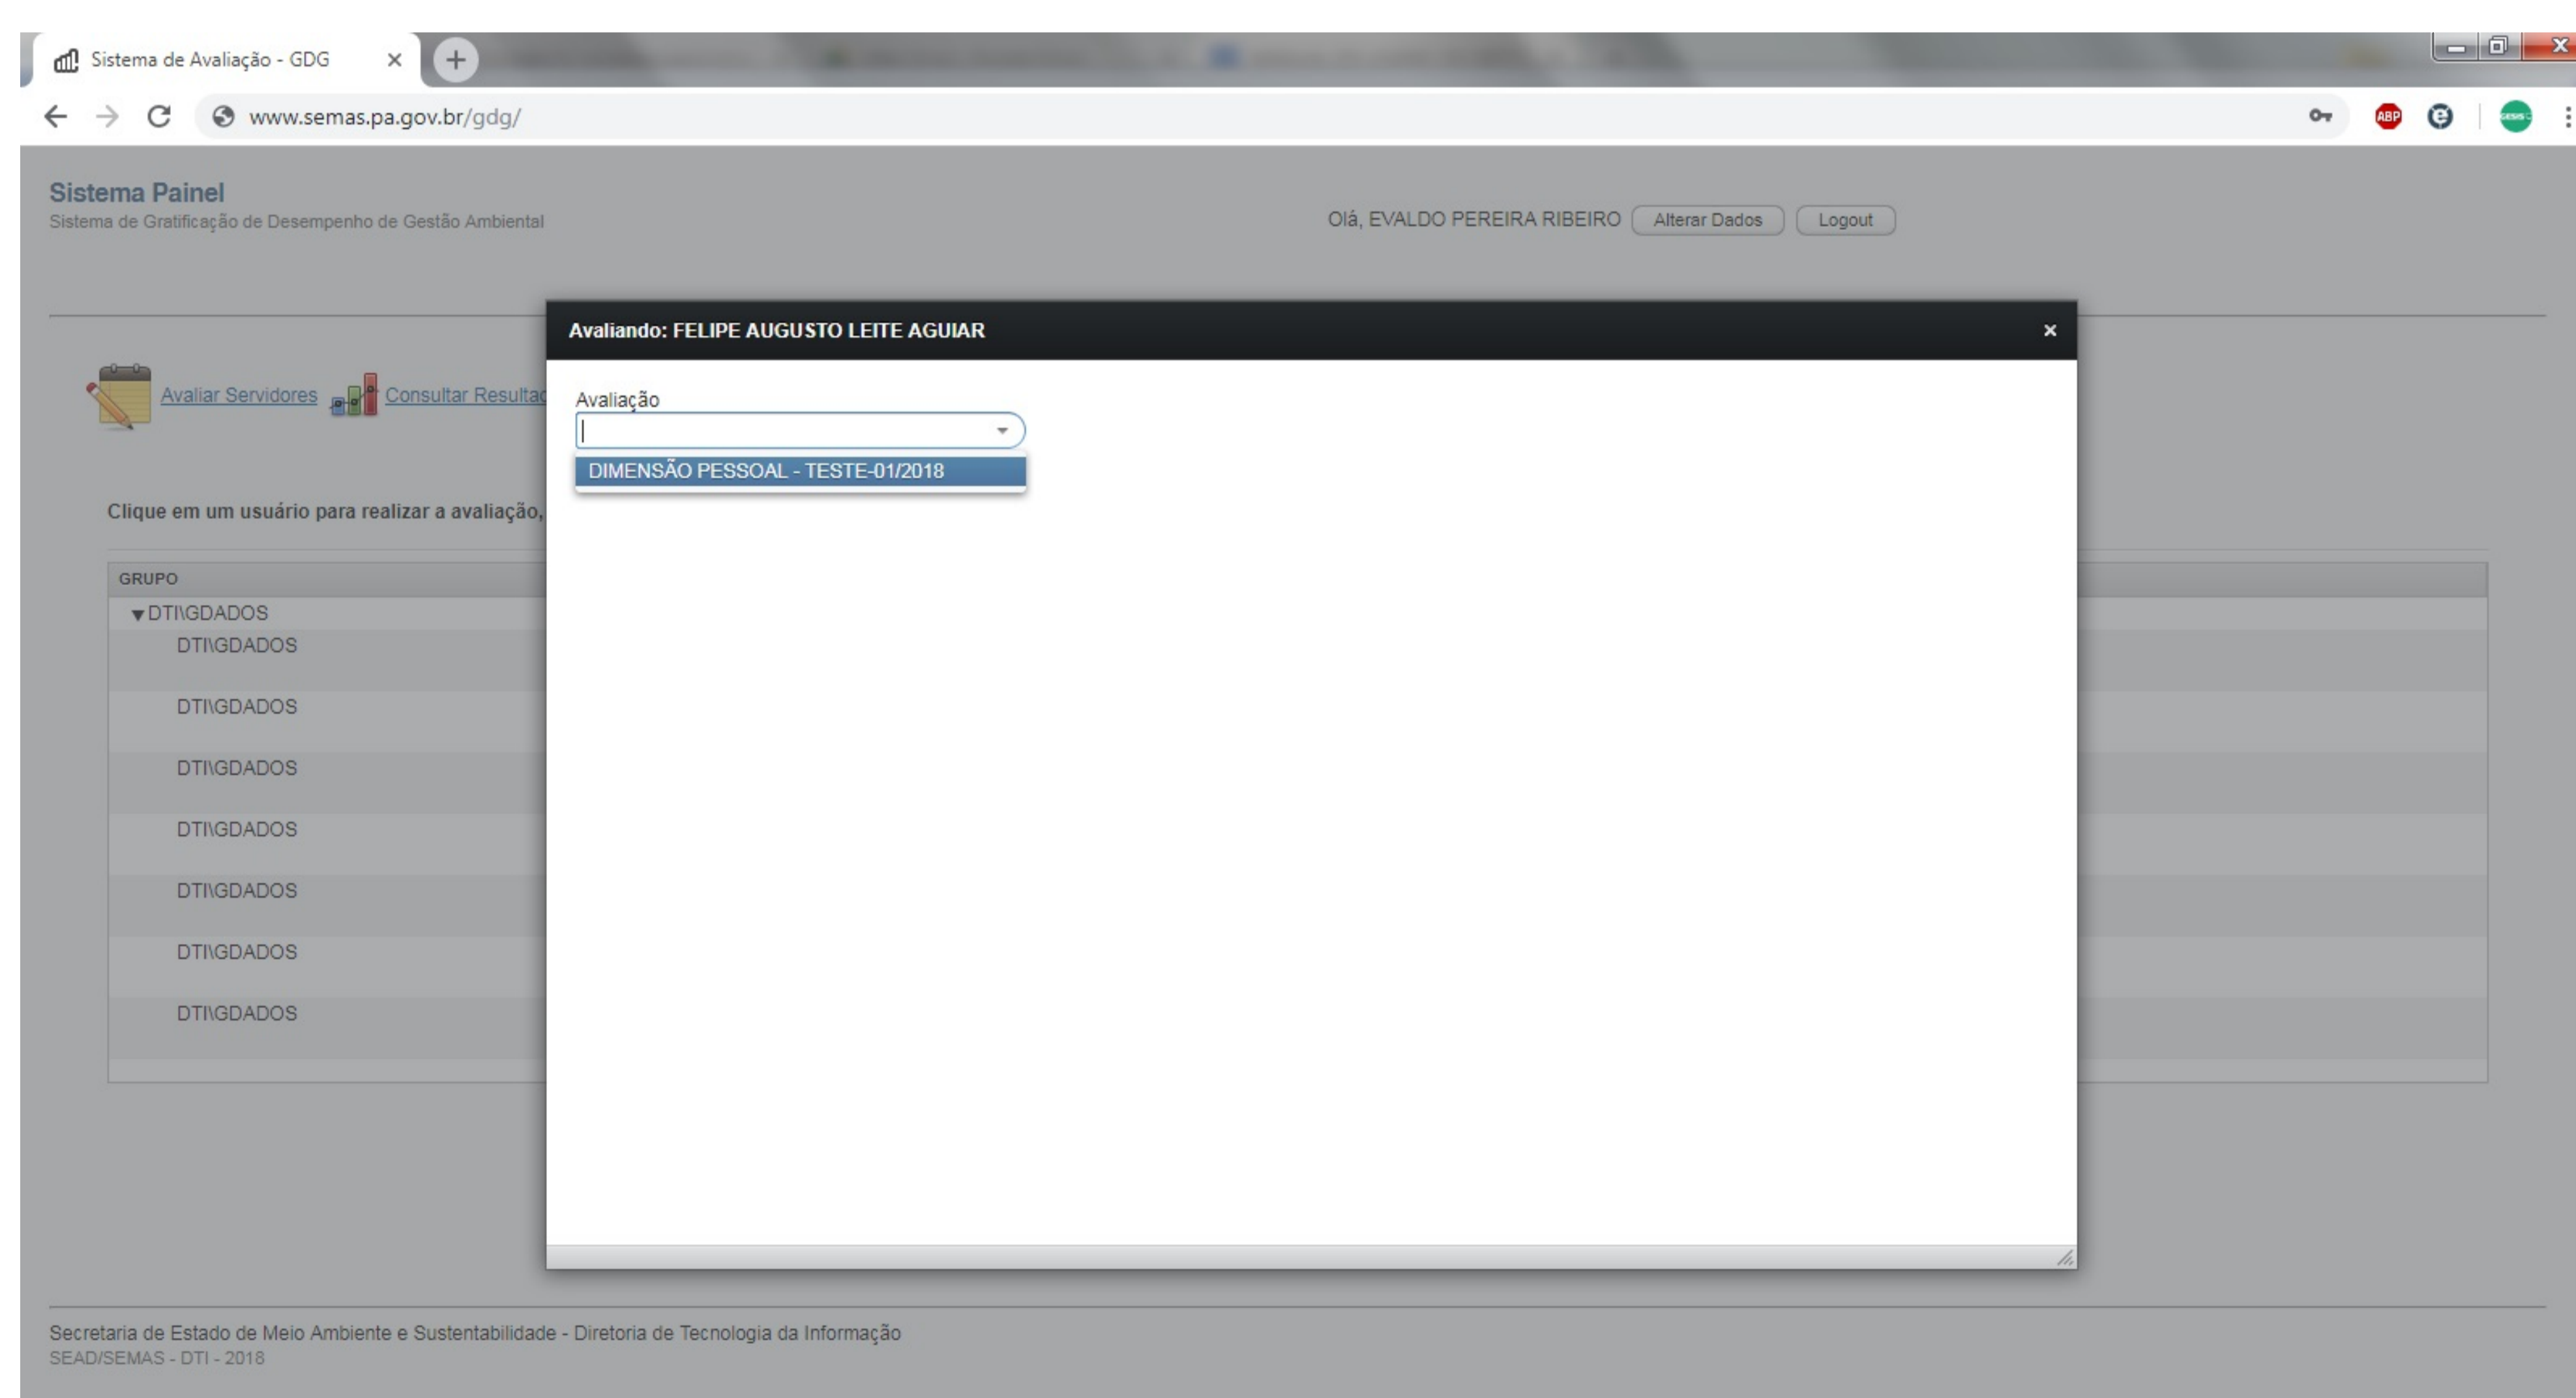 Sistema de Avaliação - GDG
www.semas.pa.gov.br/gdg/
ABP
Sistema Painel
Sistema de Gratificação de Desempenho de Gestão Ambiental
Olá, EVALDO PEREIRA RIBEIRO Alterar Dados Logout
Avaliando: FELIPE AUGUSTO LEITE AGUIAR
Avaliar Servidores Consultar Resultad
Avaliação
DIMENSÃO PESSOAL - TESTE-01/2018
Clique em um usuário para realizar a avaliação,
GRUPO
DTI\GDADOS
DTI\GDADOS
DTI\GDADOS
DTI\GDADOS
DTI\GDADOS
DTI\GDADOS
DTI\GDADOS
DTI\GDADOS
Secretaria de Estado de Meio Ambiente e Sustentabilidade - Diretoria de Tecnologia da Informação
SEAD/SEMAS - DTI - 2018